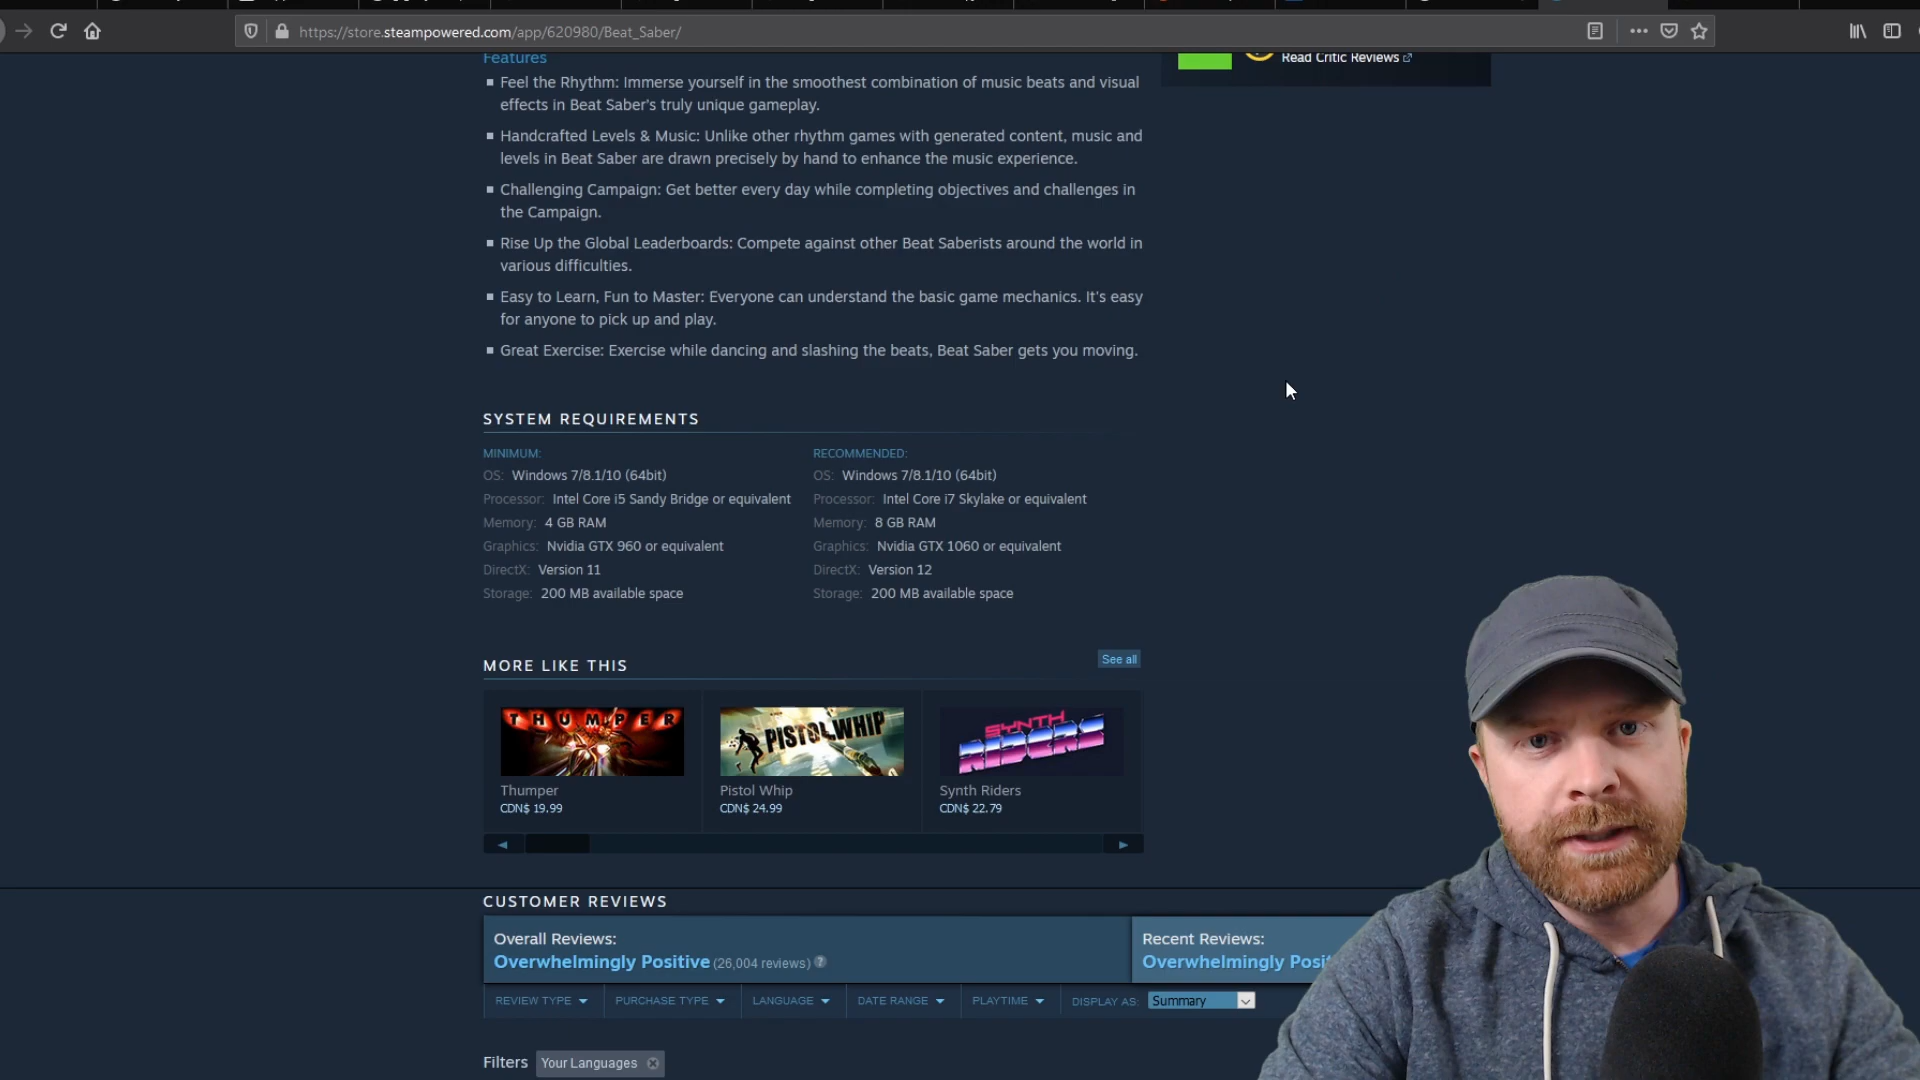 https://store.steampowered.com/app/620980/Beat_Saber/
Features
Read Critic Reviews
Feel the Rhythm: Immerse yourself in the smoothest combination of music beats and visual
effects in Beat Saber's truly unique gameplay.
Handcrafted Levels & Music: Unlike other rhythm games with generated content, music and
levels in Beat Saber are drawn precisely by hand to enhance the music experience.
Challenging Campaign: Get better every day while completing objectives and challenges in
the Campaign.
Rise Up the Global Leaderboards: Compete against other Beat Saberists around the world in
various difficulties.
Easy to Learn, Fun to Master: Everyone can understand the basic game mechanics. It's easy
for anyone to pick up and play.
Great Exercise: Exercise while dancing and slashing the beats, Beat Saber gets you moving.
SYSTEM REQUIREMENTS
MINIMUM:
OS: Windows 7/8.1/10 (64bit)
Processor: Intel Core i5 Sandy Bridge or equivalent
Memory: 4 GB RAM
Graphics: Nvidia GTX 960 or equivalent
DirectX: Version 11
Storage: 200 MB available space
RECOMMENDED:
OS: Windows 7/8.1/10 (64bit)
Processor: Intel Core i7 Skylake or equivalent
Memory: 8 GB RAM
Graphics: Nvidia GTX 1060 or equivalent
DirectX: Version 12
Storage: 200 MB available space
MORE LIKE THIS
See all
THUMPER
Thumper
CDN$ 19.99
PISTOL WHIP
Pistol Whip
CDN$ 24.99
SYNTH
RIDERS
Synth Riders
CDN$ 22.79
CUSTOMER REVIEWS
Overall Reviews:
Overwhelmingly Positive (26,004 reviews) ?
Recent Reviews:
Overwhelmingly Posit
REVIEW TYPE PURCHASE TYPE LANGUAGE DATE RANGE PLAYTIME DISPLAY AS: Summary
Filters Your Languages